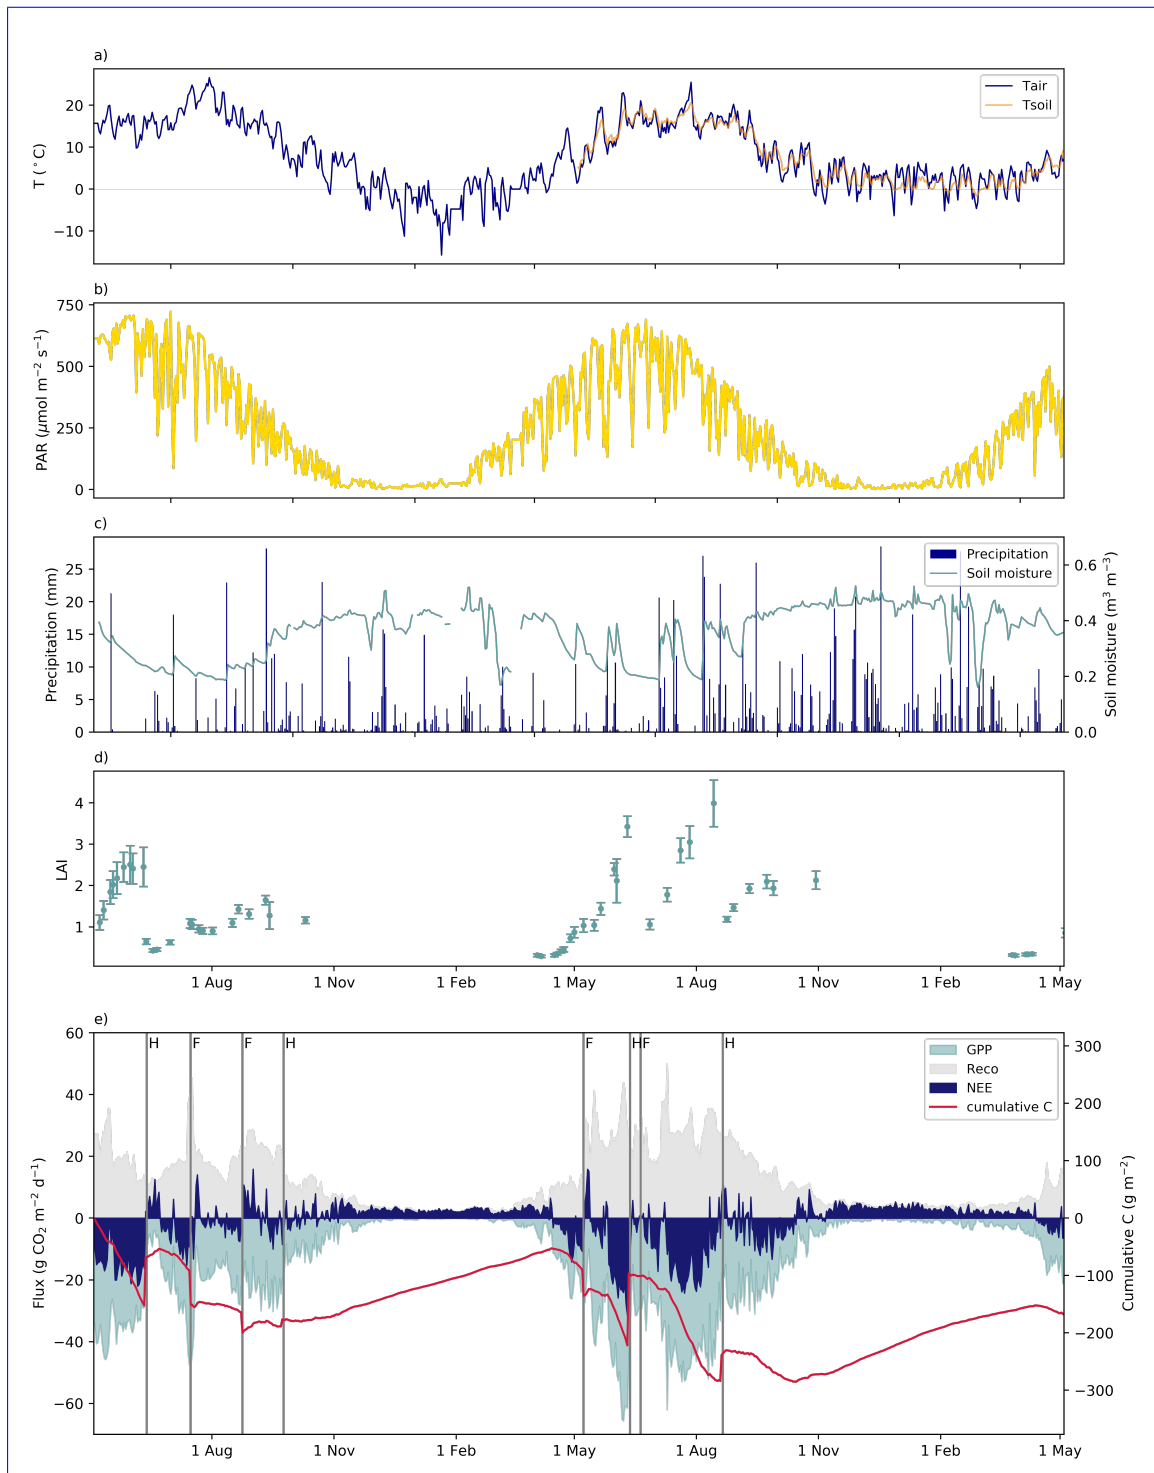 a)
T (°C)
20
10
0
−10
Tair
Tsoil
b)
PAR (μmol m⁻² s⁻¹)
750
500
250
0
c)
Precipitation (mm)
25
20
15
10
5
0
Precipitation
Soil moisture
0.6
0.4
0.2
0.0
Soil moisture (m³ m⁻³)
d)
LAI
4
3
2
1
1 Aug 1 Nov 1 Feb 1 May 1 Aug 1 Nov 1 Feb 1 May
e)
Flux (g CO₂ m⁻² d⁻¹)
60
40
20
0
−20
−40
−60
H F F H F H F H
GPP
Reco
NEE
cumulative C
300
200
100
0
−100
−200
−300
Cumulative C (g m⁻²)
1 Aug 1 Nov 1 Feb 1 May 1 Aug 1 Nov 1 Feb 1 May